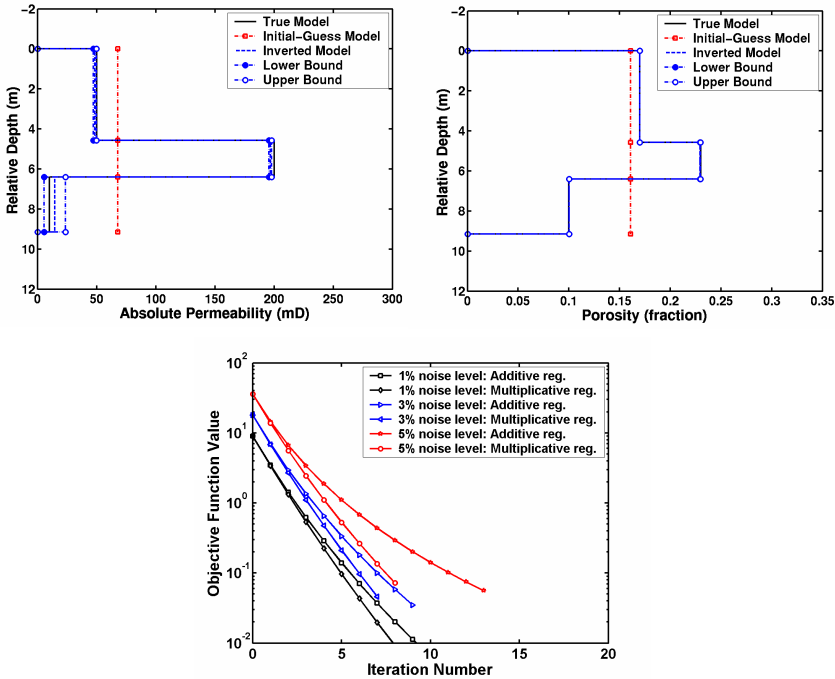 −2
0
2
4
6
8
10
12
Relative Depth (m)
True Model
Initial−Guess Model
Inverted Model
Lower Bound
Upper Bound
0 50 100 150 200 250 300
Absolute Permeability (mD)
−2
0
2
4
6
8
10
12
Relative Depth (m)
True Model
Initial−Guess Model
Inverted Model
Lower Bound
Upper Bound
0 0.05 0.1 0.15 0.2 0.25 0.3 0.35
Porosity (fraction)
10^2
10^1
10^0
10^-1
10^-2
Objective Function Value
1% noise level: Additive reg.
1% noise level: Multiplicative reg.
3% noise level: Additive reg.
3% noise level: Multiplicative reg.
5% noise level: Additive reg.
5% noise level: Multiplicative reg.
0 5 10 15 20
Iteration Number